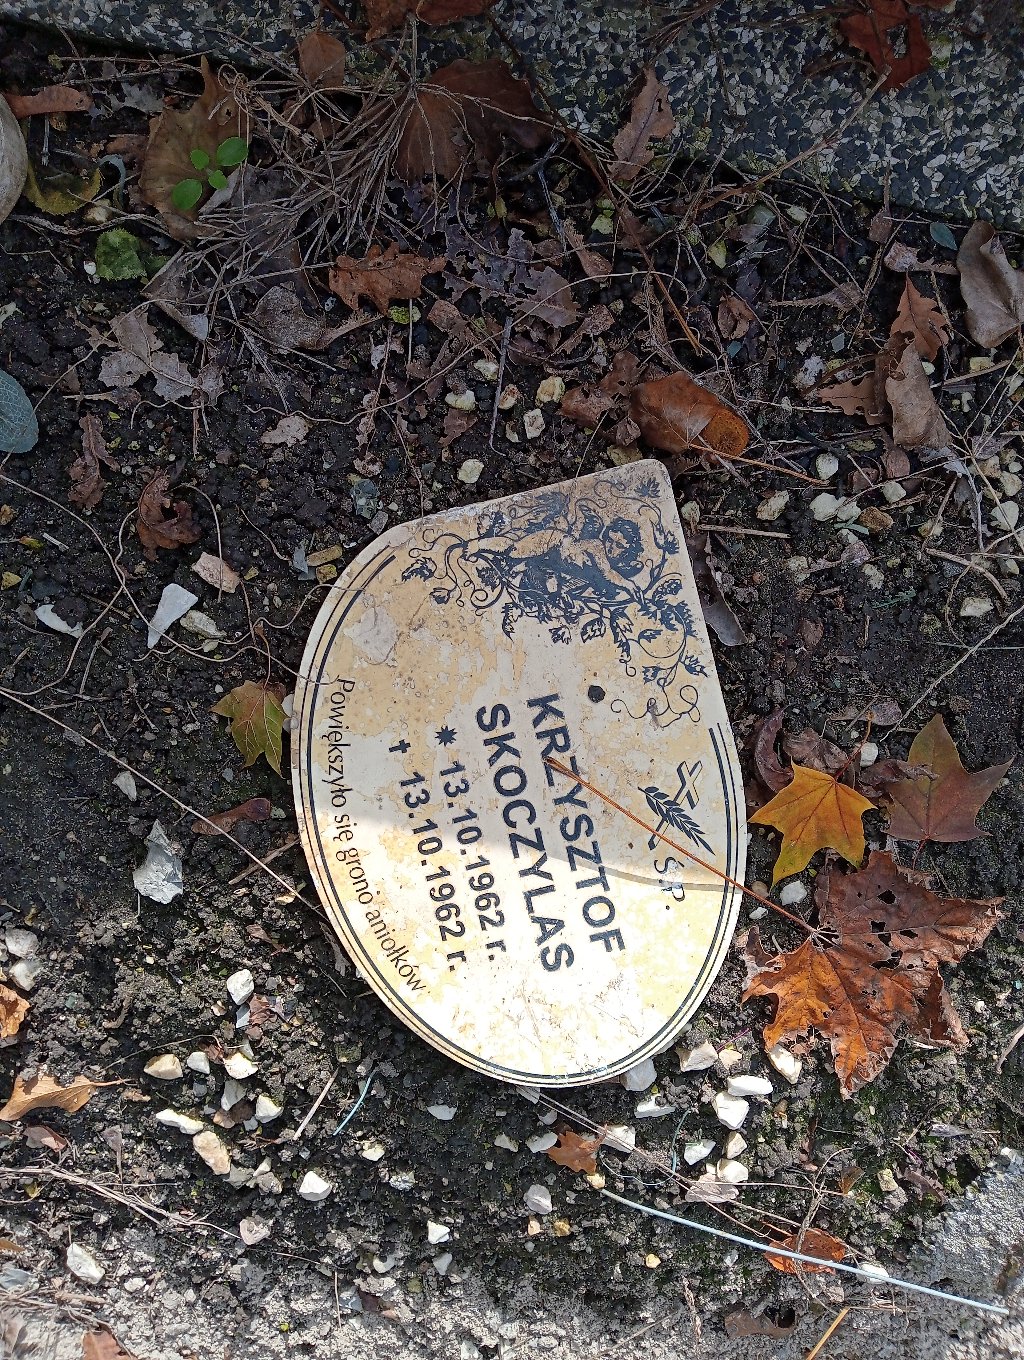 Ś.P.
KRZYSZTOF
SKOCZYLAS
* 13.10.1962 r.
† 13.10.1962 r.
Powiększyło się grono aniołków.